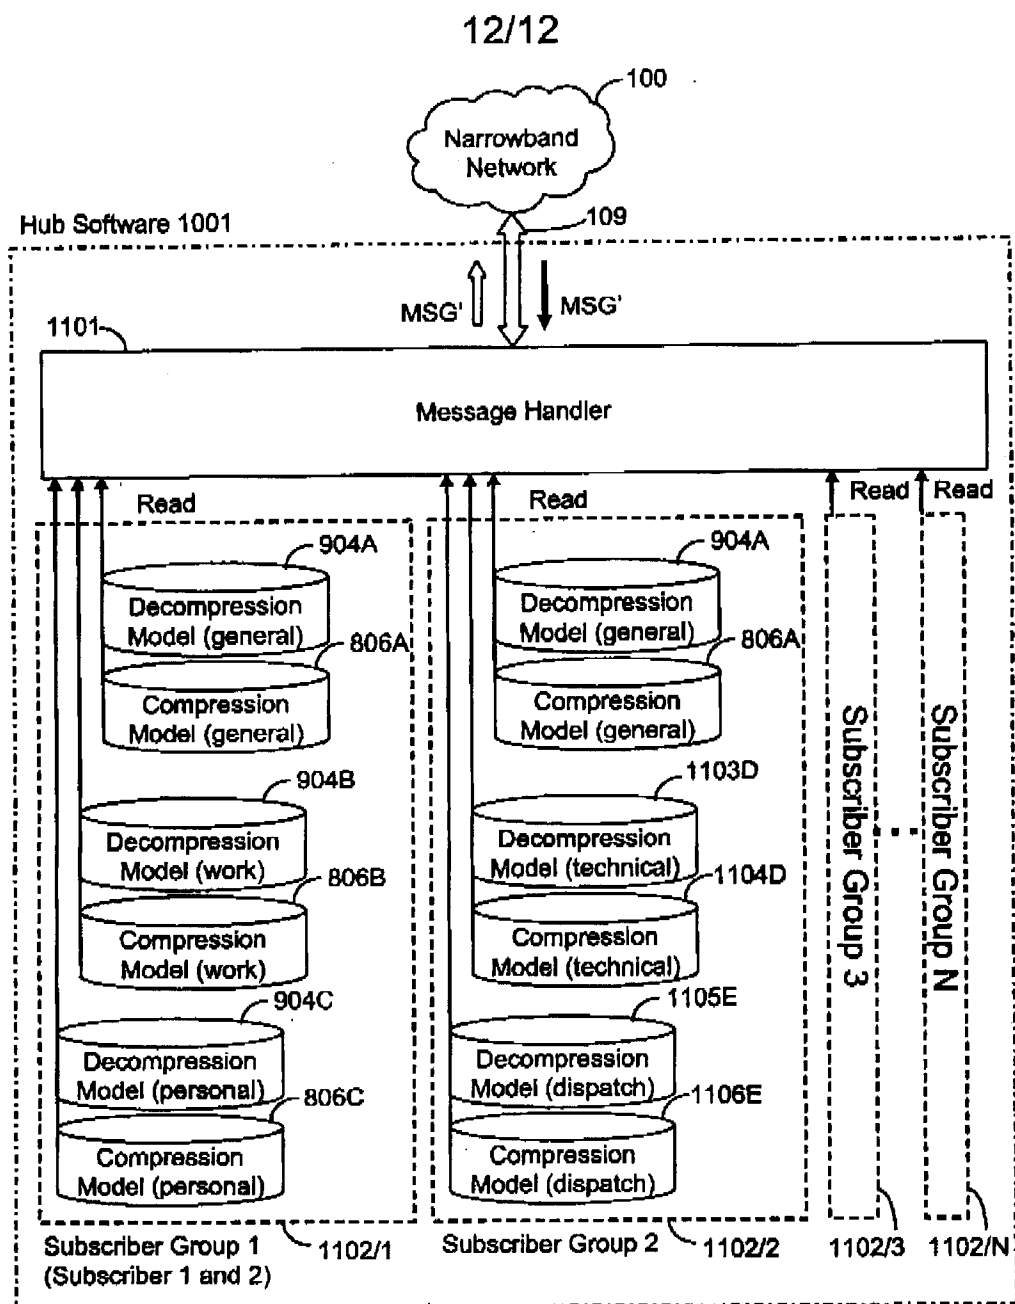 12/12
100
Narrowband
Network
109
Hub Software 1001
MSG'
MSG'
1101
Message Handler
Read
Read
Read
Read
904A
Decompression
Model (general)
806A
Compression
Model (general)
904B
Decompression
Model (work)
806B
Compression
Model (work)
904C
Decompression
Model (personal)
806C
Compression
Model (personal)
904A
Decompression
Model (general)
806A
Compression
Model (general)
1103D
Decompression
Model (technical)
1104D
Compression
Model (technical)
1105E
Decompression
Model (dispatch)
1106E
Compression
Model (dispatch)
Subscriber Group 3
Subscriber Group N
Subscriber Group 1
(Subscriber 1 and 2)
1102/1
Subscriber Group 2
1102/2
1102/3
1102/N